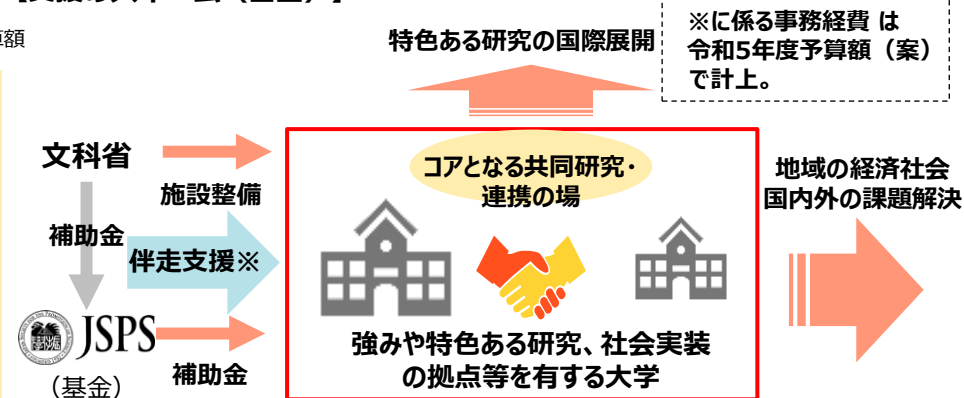 額
特色ある研究の国際展開
※に係る事務経費 は
令和5年度予算額（案）
で計上。
文科省
施設整備
補助金
伴走支援※
JSPS
（基金）
補助金
コアとなる共同研究・
連携の場
強みや特色ある研究、社会実装
の拠点等を有する大学
地域の経済社会
国内外の課題解決